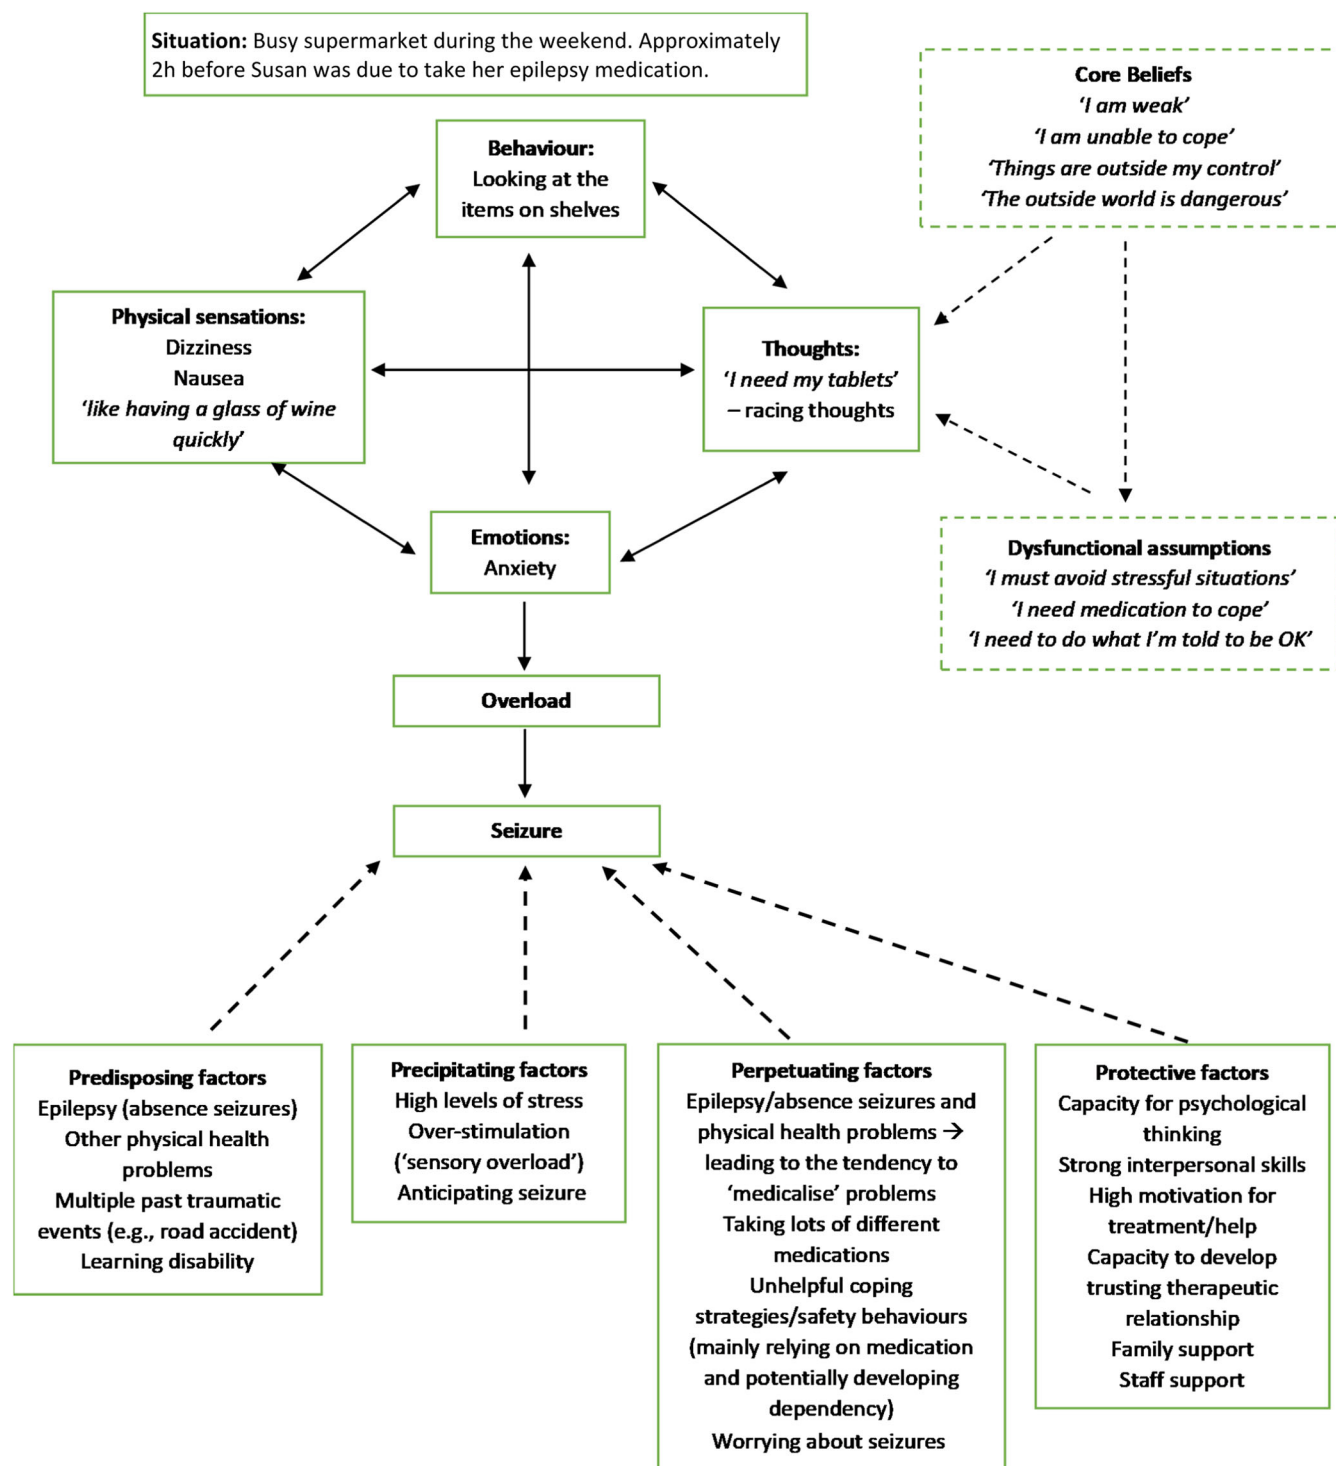 Situation: Busy supermarket during the weekend. Approximately
2h before Susan was due to take her epilepsy medication.
Core Beliefs
‘I am weak’
‘I am unable to cope’
‘Things are outside my control’
‘The outside world is dangerous’
Behaviour:
Looking at the
items on shelves
Physical sensations:
Dizziness
Nausea
‘like having a glass of wine
quickly’
Thoughts:
‘I need my tablets’
– racing thoughts
Emotions:
Anxiety
Dysfunctional assumptions
‘I must avoid stressful situations’
‘I need medication to cope’
‘I need to do what I’m told to be OK’
Overload
Seizure
Predisposing factors
Epilepsy (absence seizures)
Other physical health
problems
Multiple past traumatic
events (e.g., road accident)
Learning disability
Precipitating factors
High levels of stress
Over-stimulation
(‘sensory overload’)
Anticipating seizure
Perpetuating factors
Epilepsy/absence seizures and
physical health problems →
leading to the tendency to
‘medicalise’ problems
Taking lots of different
medications
Unhelpful coping
strategies/safety behaviours
(mainly relying on medication
and potentially developing
dependency)
Worrying about seizures
Protective factors
Capacity for psychological
thinking
Strong interpersonal skills
High motivation for
treatment/help
Capacity to develop
trusting therapeutic
relationship
Family support
Staff support